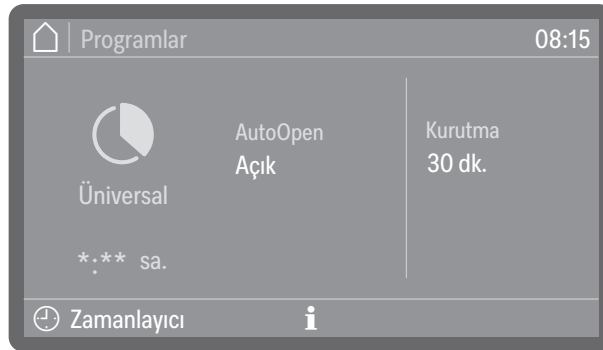 Programlar 08:15
AutoOpen
Açık
Kurutma
30 dk.
Üniversal
*:** sa.
Zamanlayıcı i